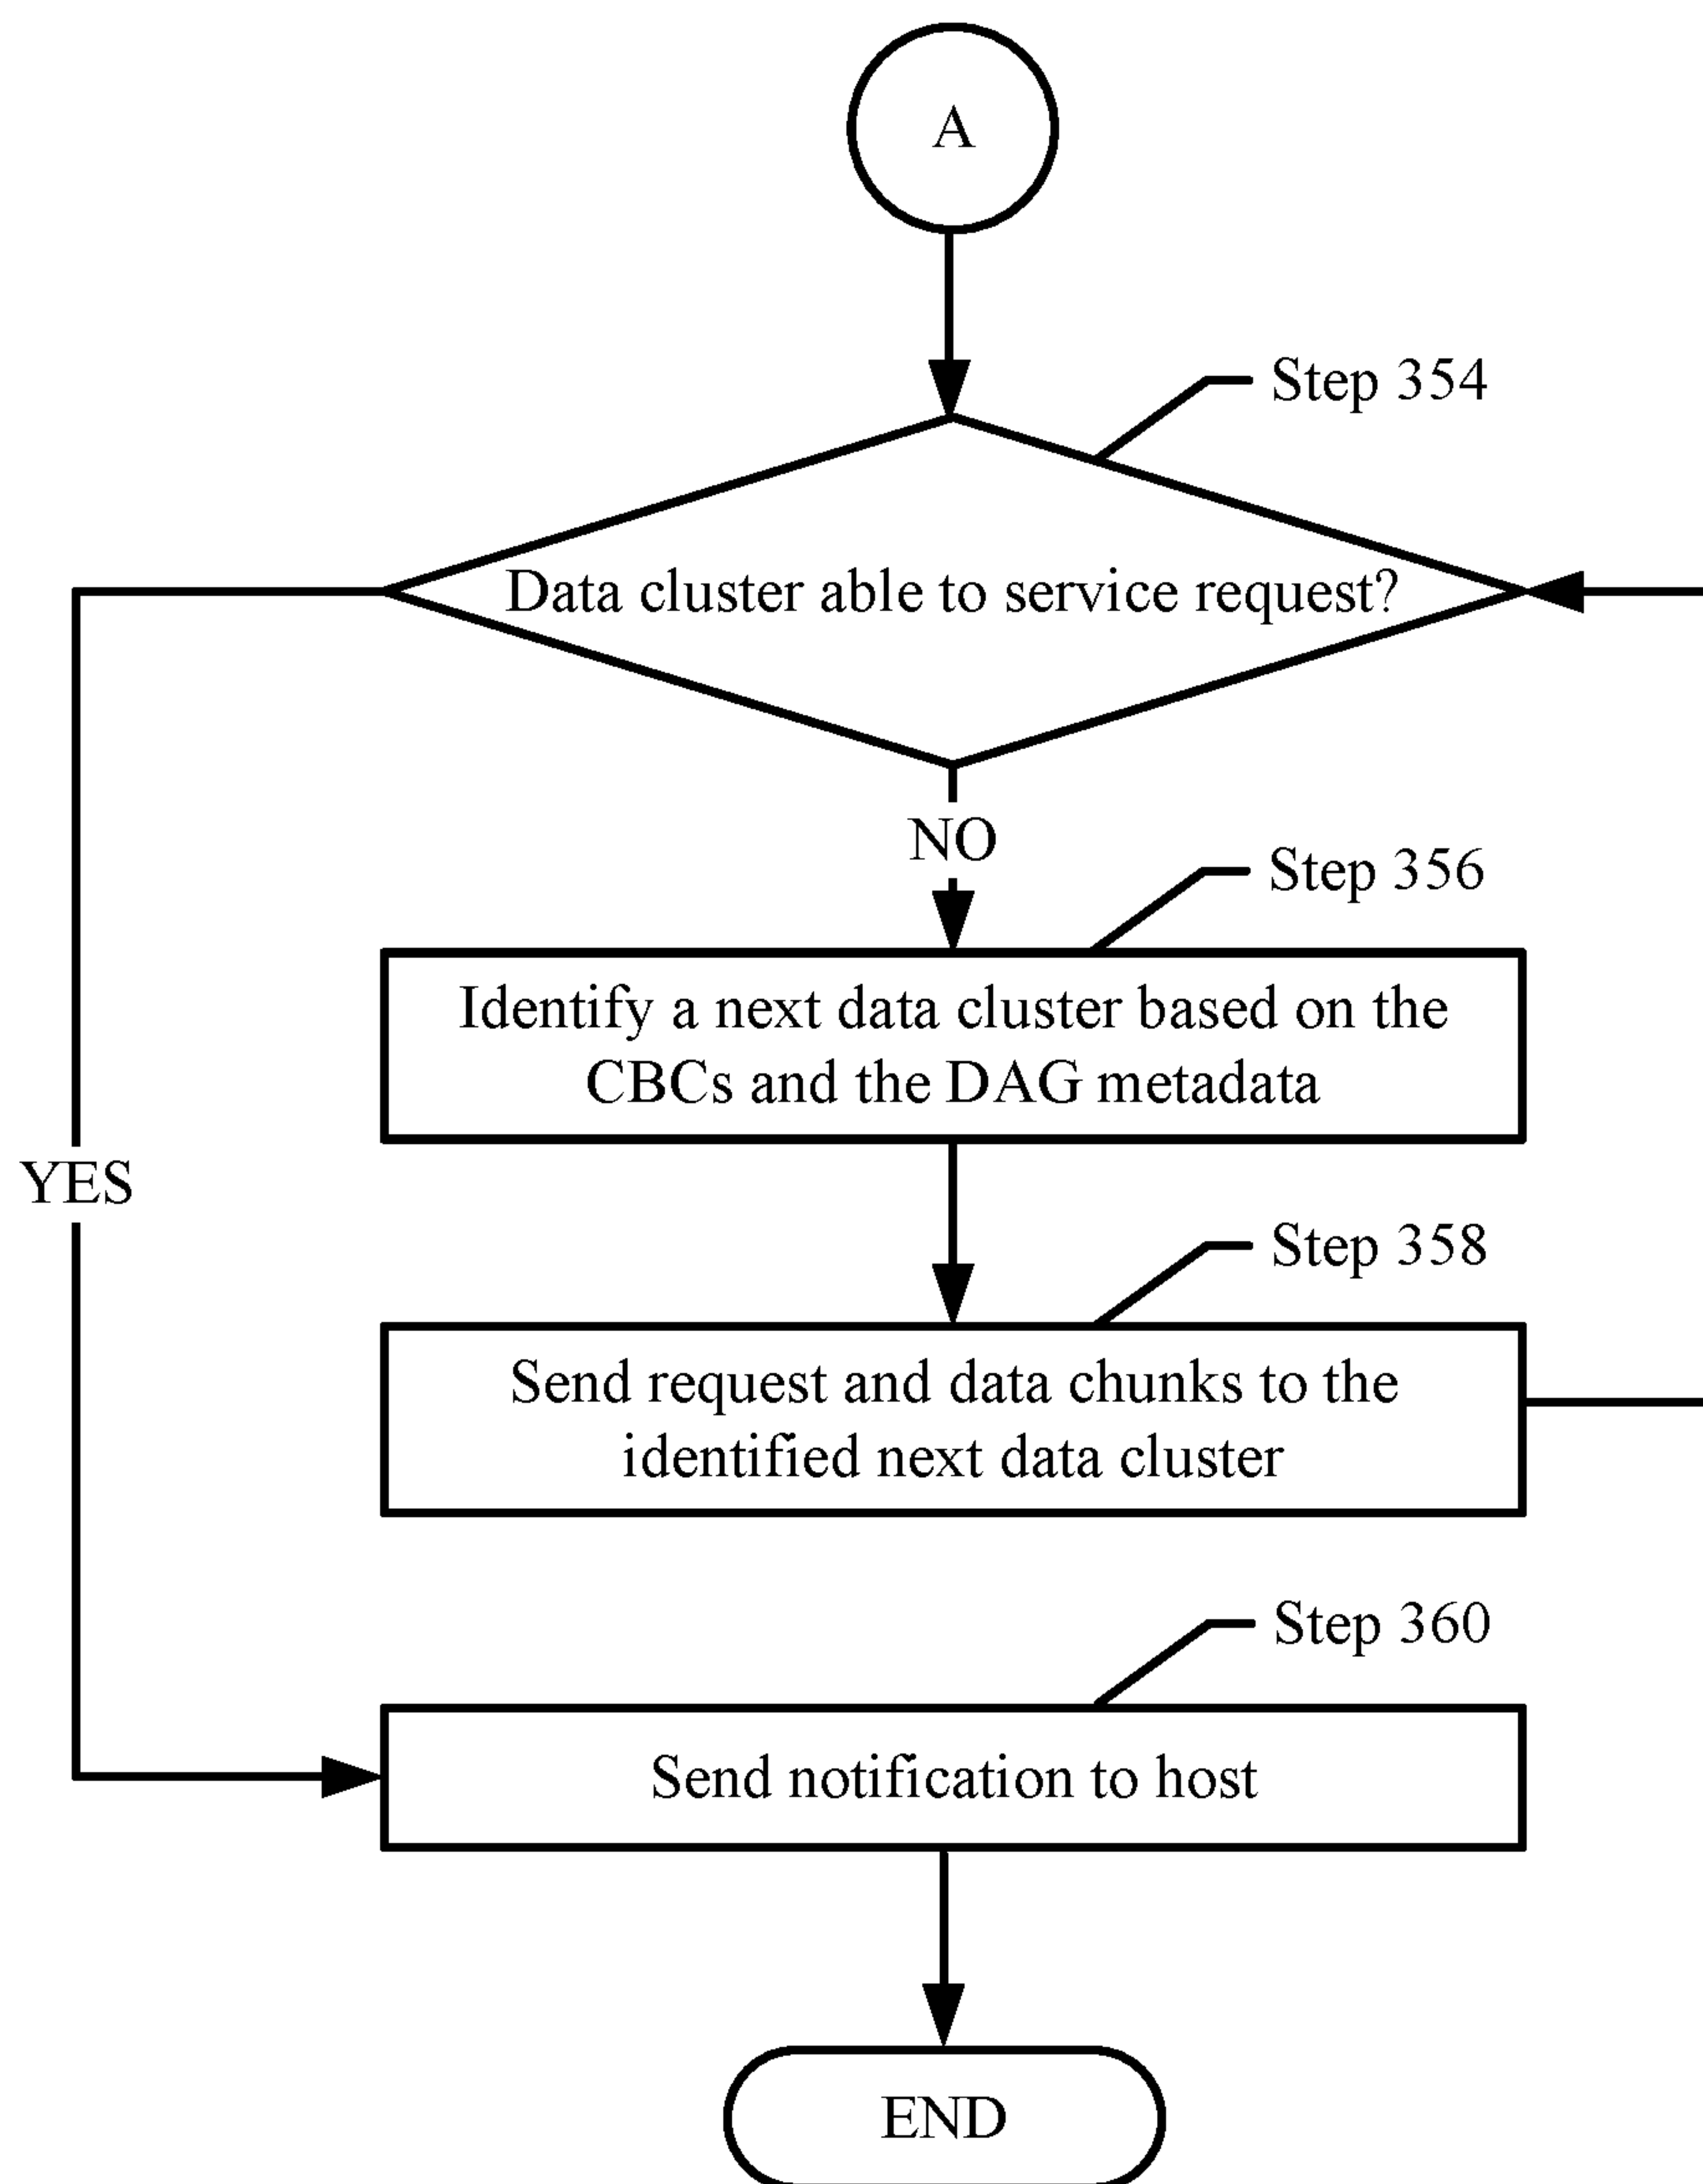 A
Step 354
Data cluster able to service request?
NO
Step 356
Identify a next data cluster based on the
CBCs and the DAG metadata
YES
Step 358
Send request and data chunks to the
identified next data cluster
Step 360
Send notification to host
END